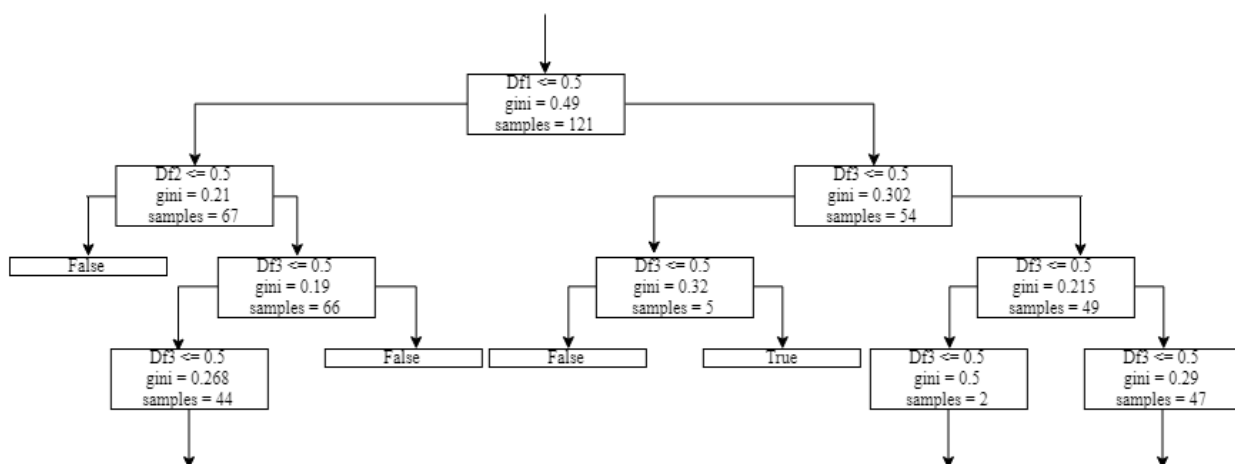 Df1 <= 0.5
gini = 0.49
samples = 121
Df2 <= 0.5
gini = 0.21
samples = 67
Df3 <= 0.5
gini = 0.302
samples = 54
False
Df3 <= 0.5
gini = 0.19
samples = 66
Df3 <= 0.5
gini = 0.32
samples = 5
Df3 <= 0.5
gini = 0.215
samples = 49
Df3 <= 0.5
gini = 0.268
samples = 44
False
False
True
Df3 <= 0.5
gini = 0.5
samples = 2
Df3 <= 0.5
gini = 0.29
samples = 47